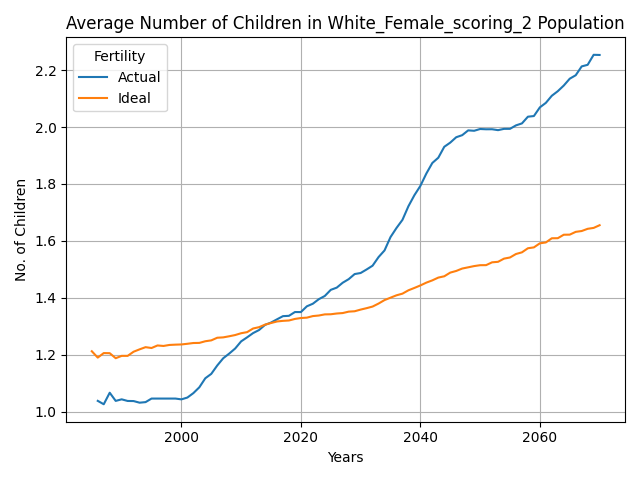 Average Number of Children in White_Female_scoring_2 Population
Fertility
Actual
Ideal
2.2
2.0
1.8
1.6
1.4
1.2
1.0
No. of Children
2000 2020 2040 2060
Years